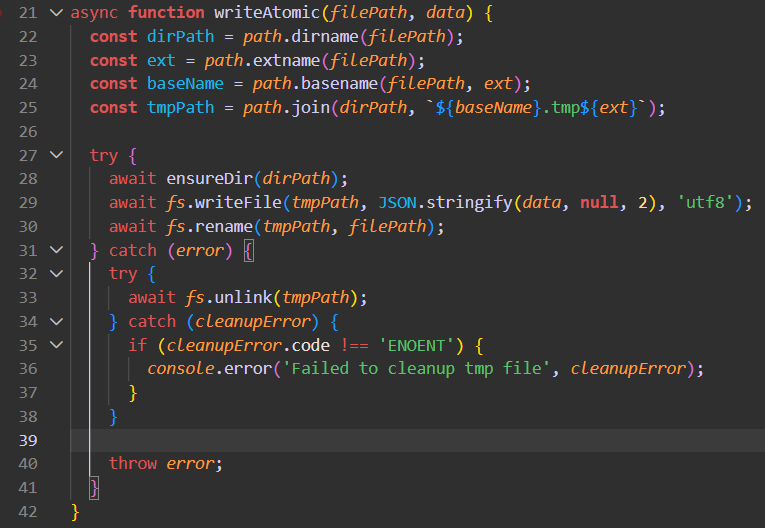 21 async function writeAtomic(filePath, data) {
22   const dirPath = path.dirname(filePath);
23   const ext = path.extname(filePath);
24   const baseName = path.basename(filePath, ext);
25   const tmpPath = path.join(dirPath, `${baseName}.tmp${ext}`);
26
27   try {
28     await ensureDir(dirPath);
29     await fs.writeFile(tmpPath, JSON.stringify(data, null, 2), 'utf8');
30     await fs.rename(tmpPath, filePath);
31   } catch (error) {
32     try {
33       await fs.unlink(tmpPath);
34     } catch (cleanupError) {
35       if (cleanupError.code !== 'ENOENT') {
36         console.error('Failed to cleanup tmp file', cleanupError);
37       }
38     }
39
40     throw error;
41   }
42 }